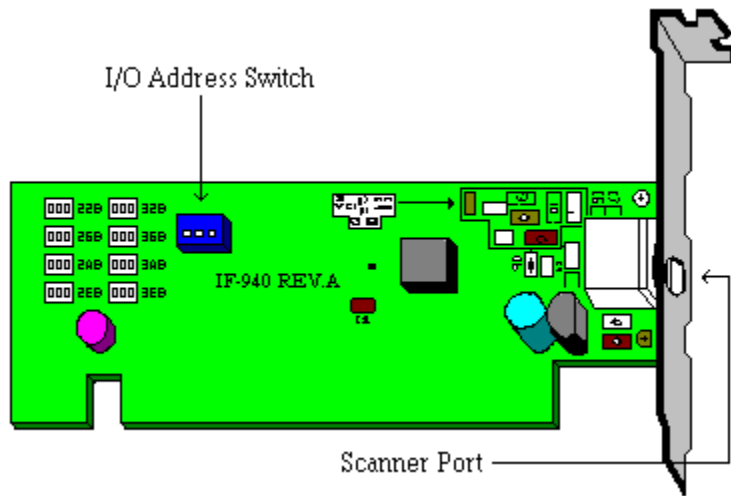 I/O Address Switch
22B 32B
26B 36B
2AB 3AB
2EB 3EB
IF-940 REV.A
Scanner Port